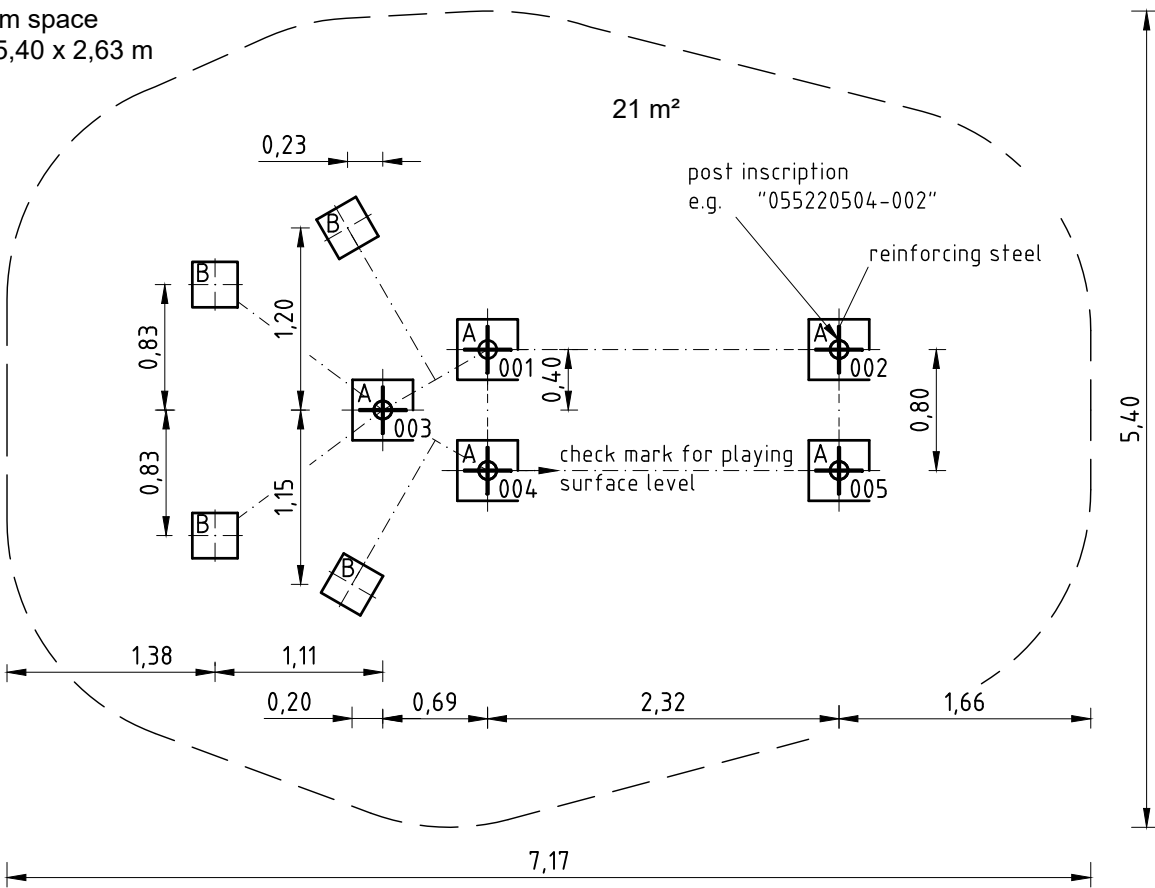 m space
5,40 x 2,63 m
21 m²
0,23
post inscription
e.g. "055220504-002"
reinforcing steel
B
B
1,20
0,83
A
001
0,40
A
002
0,80
5,40
A
003
0,83
1,15
A
004
check mark for playing
surface level
A
005
B
B
1,38
1,11
0,20
0,69
2,32
1,66
7,17